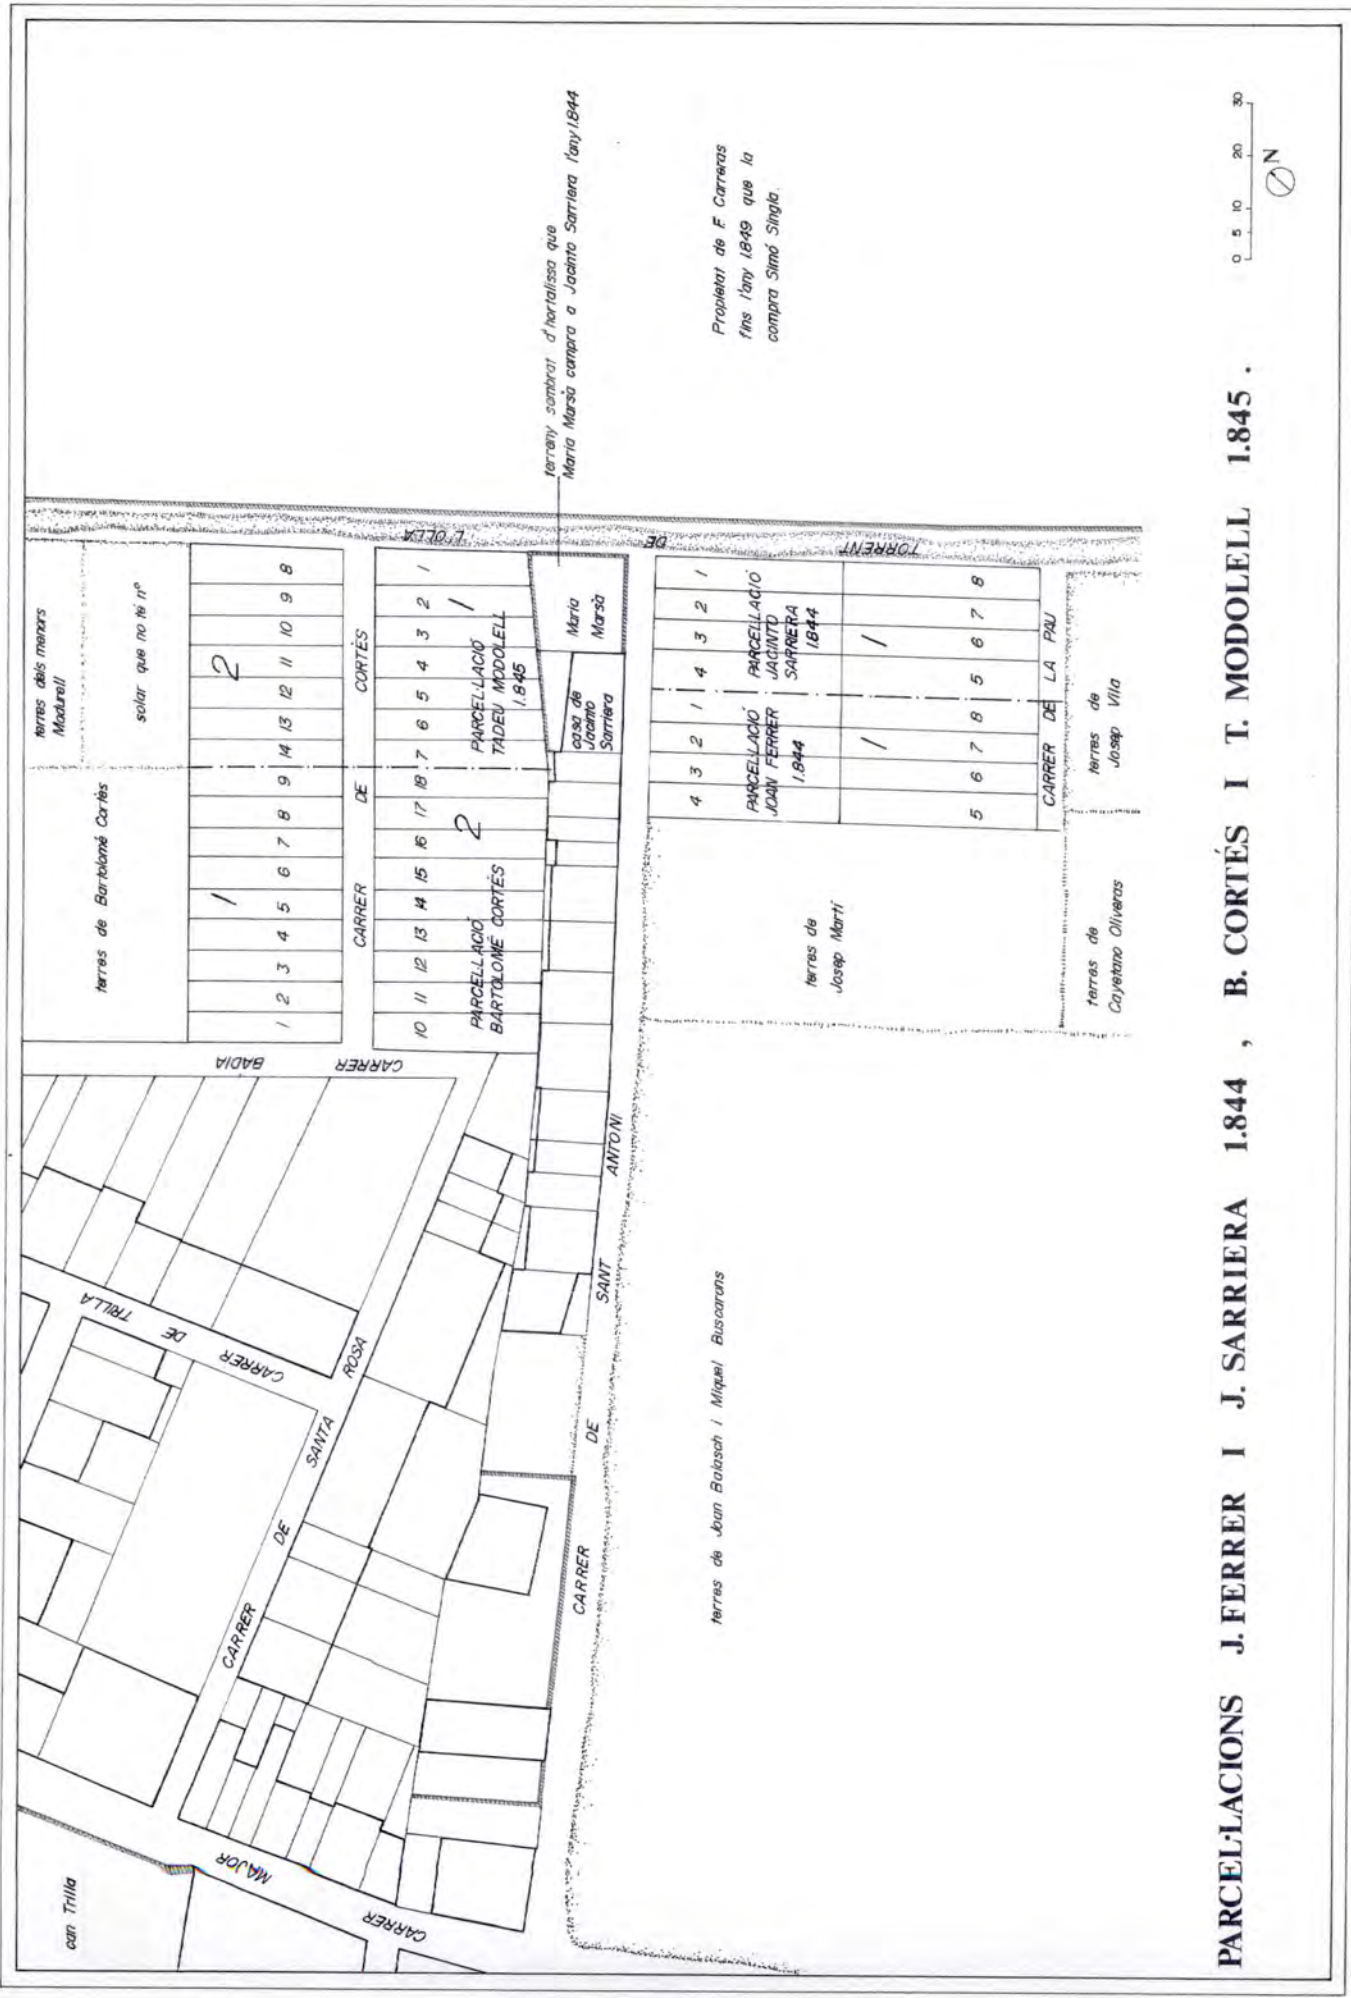 can Trilla
CARRER MAJOR
CARRER DE SANTA ROSA
CARRER DE TRILLA
CARRER BADIA
terres de Bartolomé Cortés
terres dels menors
Madurell
solar que no té nº
1
1 2 3 4 5 6 7 8 9
2
14 13 12 11 10 9 8
CARRER DE CORTÉS
10 11 12 13 14 15 16 17 18
7 6 5 4 3 2 1
PARCEL·LACIÓ
BARTOLOMÉ CORTÉS
2
PARCEL·LACIÓ
TADEU MODOLELL
1.845
1
TORRENT DE L'OLLA
casa de
Jacinto
Sarriera
Maria
Marsà
terreny sembrat d'hortalissa que
Maria Marsà compra a Jacinto Sarriera l'any 1.844
CARRER DE SANT ANTONI
terres de Joan Balasch i Miquel Buscarons
terres de
Josep Martí
4 3 2 1
4 3 2 1
PARCEL·LACIÓ
JOAN FERRER
1.844
PARCEL·LACIÓ
JACINTO
SARRIERA
1.844
1
1
5 6 7 8
5 6 7 8
CARRER DE LA PAU
terres de
Cayetano Oliveras
terres de
Josep Vila
Propietat de F. Carreras
fins l'any 1.849 que la
compra Simó Singla.
0 5 10 20 30
N
PARCEL·LACIONS J. FERRER I J. SARRIERA 1.844 , B. CORTÉS I T. MODOLELL 1.845 .